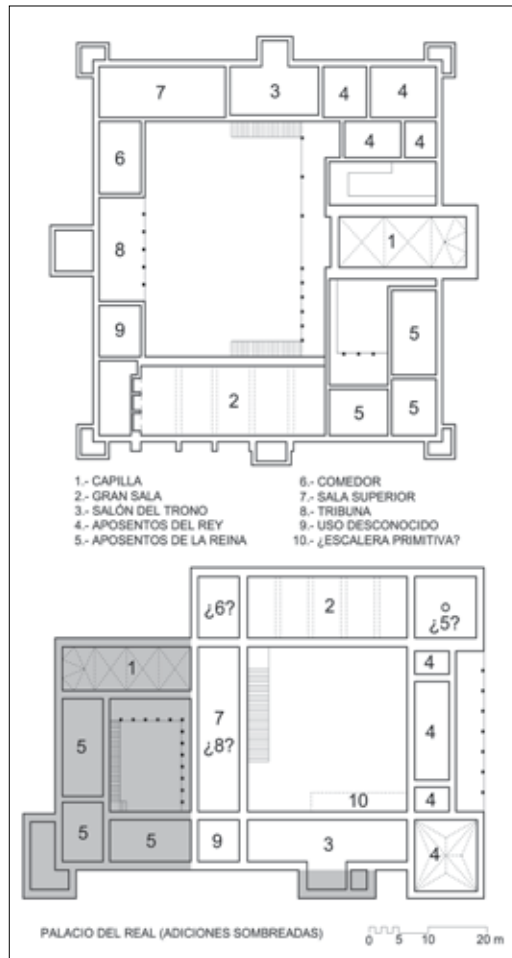 7 3 4 4
4 4
6
1
8
5
9
2
5 5
1.- CAPILLA
2.- GRAN SALA
3.- SALÓN DEL TRONO
4.- APOSENTOS DEL REY
5.- APOSENTOS DE LA REINA
6.- COMEDOR
7.- SALA SUPERIOR
8.- TRIBUNA
9.- USO DESCONOCIDO
10.- ¿ESCALERA PRIMITIVA?
¿6? 2 ¿5?
1 4
7
¿8?
5 4
10 4
5 5 9 3 4
PALACIO DEL REAL (ADICIONES SOMBREADAS)
0 5 10 20 m